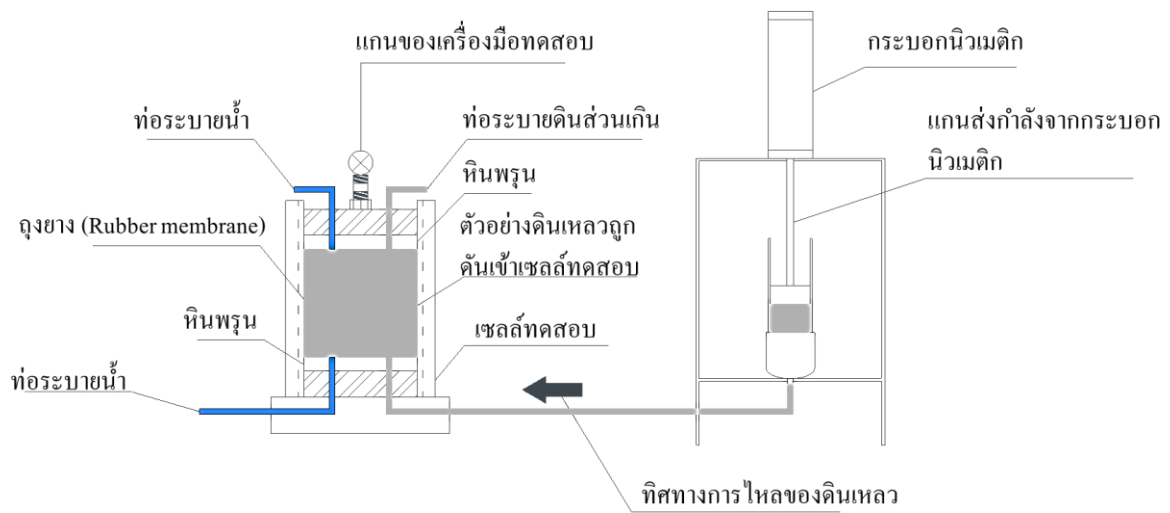 แกนของเครื่องมือทดสอบ
กระบอกนิวเมติก
ท่อระบายน้ำ
ท่อระบายดินส่วนเกิน
แกนส่งกำลังจากกระบอก
นิวเมติก
หินพรุน
ถุงยาง (Rubber membrane)
ตัวอย่างดินเหลวถูก
ดันเข้าเซลล์ทดสอบ
หินพรุน
เซลล์ทดสอบ
ท่อระบายน้ำ
ทิศทางการไหลของดินเหลว